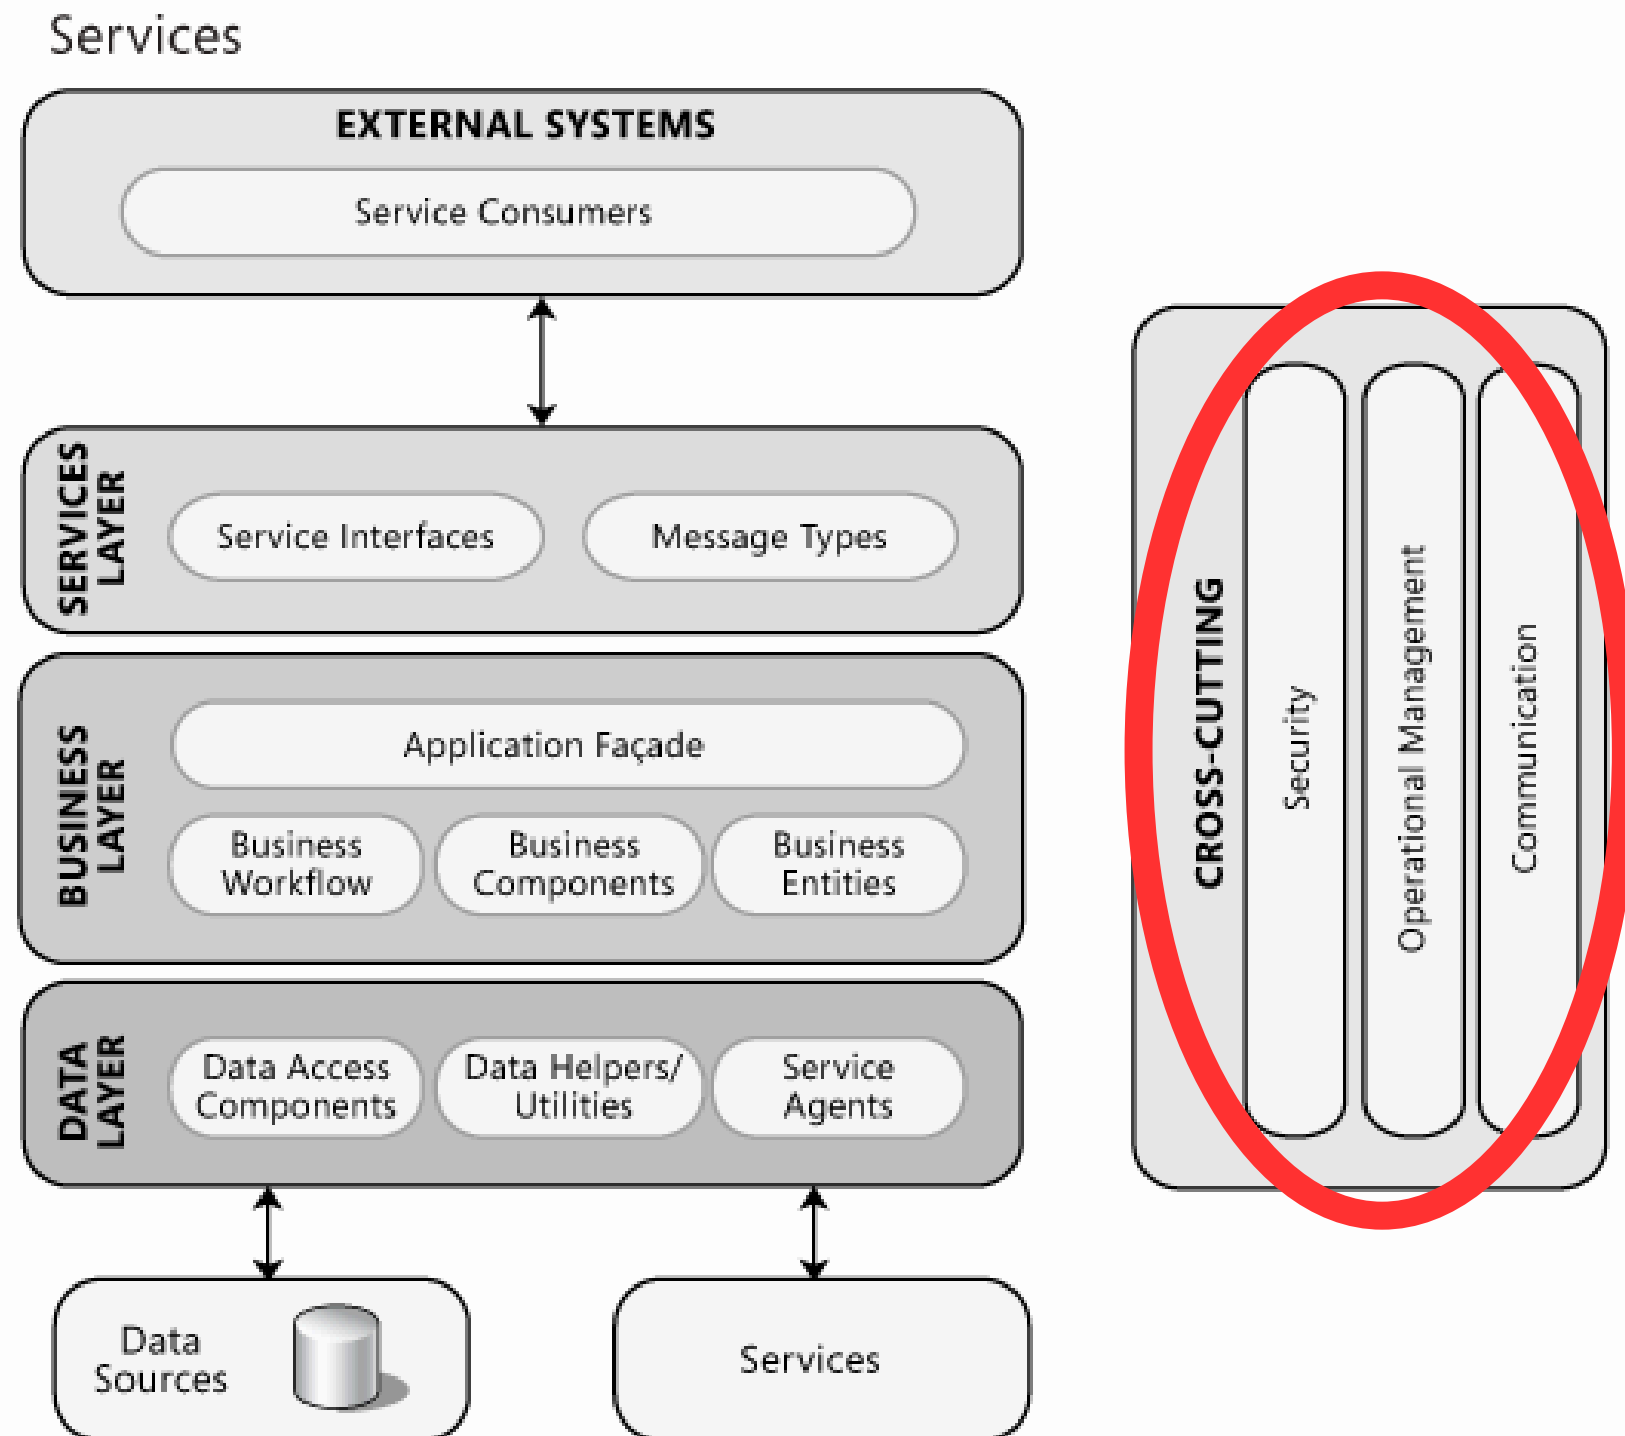 Services
EXTERNAL SYSTEMS
Service Consumers
SERVICES
LAYER
Service Interfaces
Message Types
BUSINESS
LAYER
Application Façade
Business
Workflow
Business
Components
Business
Entities
DATA
LAYER
Data Access
Components
Data Helpers/
Utilities
Service
Agents
Data
Sources
Services
CROSS-CUTTING
Security
Operational Management
Communication